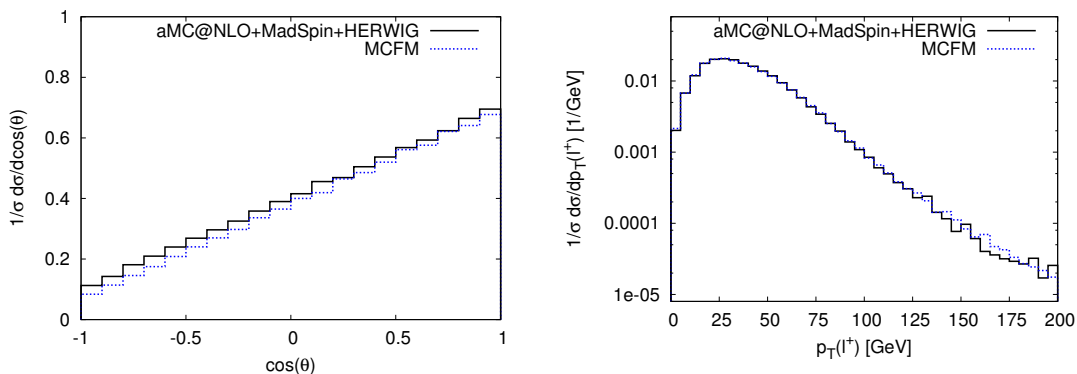 aMC@NLO+MadSpin+HERWIG
MCFM
1/σ dσ/dcos(θ)
1
0.8
0.6
0.4
0.2
0
-1
-0.5
0
0.5
1
cos(θ)
aMC@NLO+MadSpin+HERWIG
MCFM
1/σ dσ/dp_T(l⁺) [1/GeV]
0.01
0.001
0.0001
1e-05
0
25
50
75
100
125
150
175
200
p_T(l⁺) [GeV]